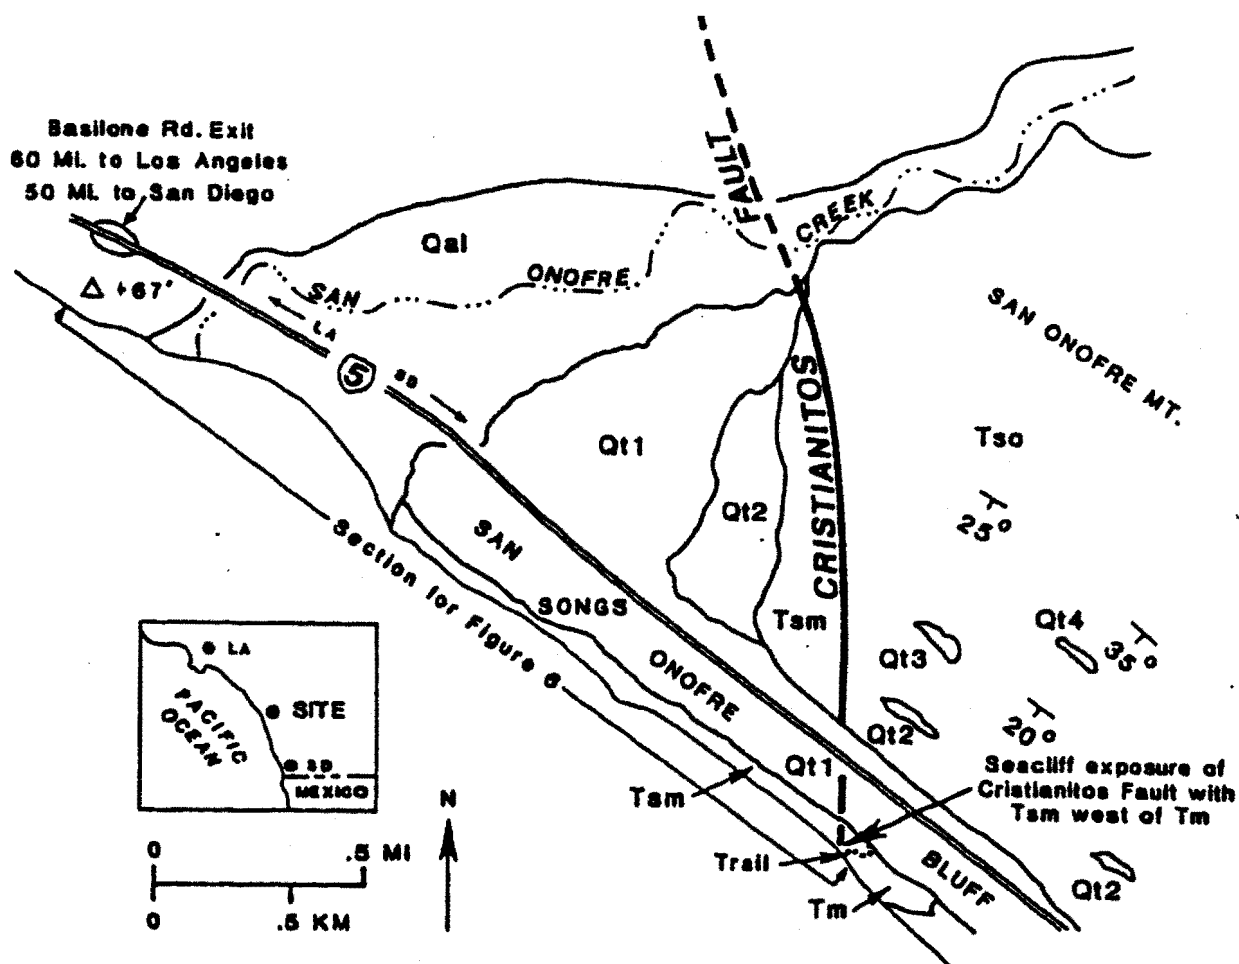 Basilone Rd. Exit
60 Mi. to Los Angeles
50 Mi. to San Diego
FAULT
CREEK
Qal
ONOFRE
SAN
Δ +67'
LA
5
SD
SAN ONOFRE MT.
CRISTIANITOS
Qt1
Tso
Qt2
25°
SAN
Section for Figure 6
SONGS
Tsm
Qt4
Qt3
35°
ONOFRE
LA
SITE
PACIFIC
OCEAN
SD
MEXICO
Qt2
20°
Qt1
Seacliff exposure of
Cristianitos Fault with
Tsm west of Tm
Tsm
N
0 .5 MI
Trail
BLUFF
Qt2
Tm
0 .5 KM